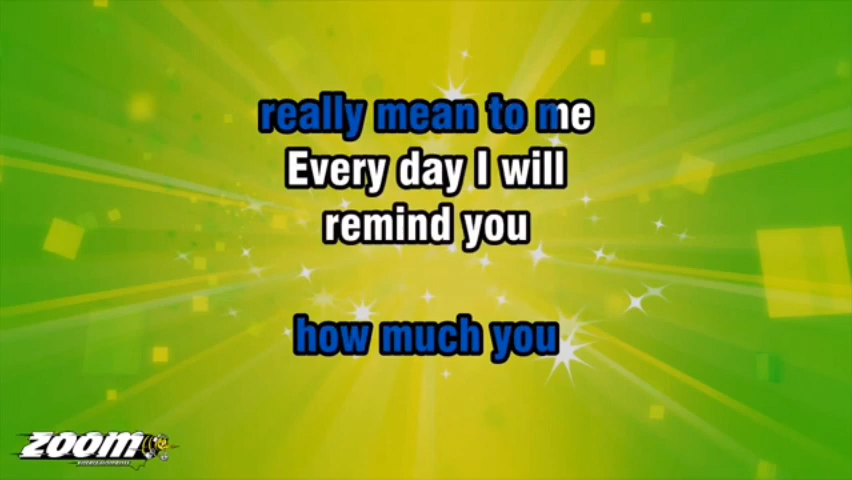 really mean to me
Every day I will
remind you
how much you
ZOOM